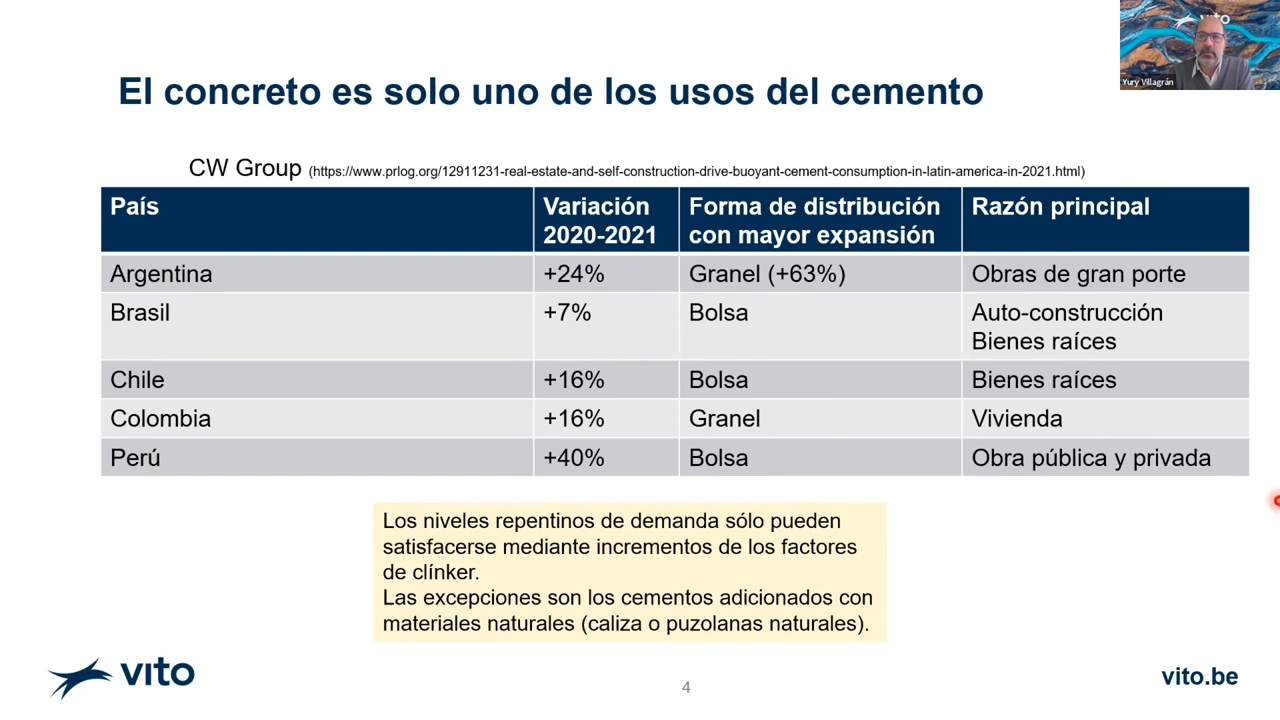 vito
Yury Villagrán
El concreto es solo uno de los usos del cemento
CW Group (https://www.prlog.org/12911231-real-estate-and-self-construction-drive-buoyant-cement-consumption-in-latin-america-in-2021.html)
País
Variación
2020-2021
Forma de distribución
con mayor expansión
Razón principal
Argentina
+24%
Granel (+63%)
Obras de gran porte
Brasil
+7%
Bolsa
Auto-construcción
Bienes raíces
Chile
+16%
Bolsa
Bienes raíces
Colombia
+16%
Granel
Vivienda
Perú
+40%
Bolsa
Obra pública y privada
Los niveles repentinos de demanda sólo pueden
satisfacerse mediante incrementos de los factores
de clínker.
Las excepciones son los cementos adicionados con
materiales naturales (caliza o puzolanas naturales).
vito
4
vito.be